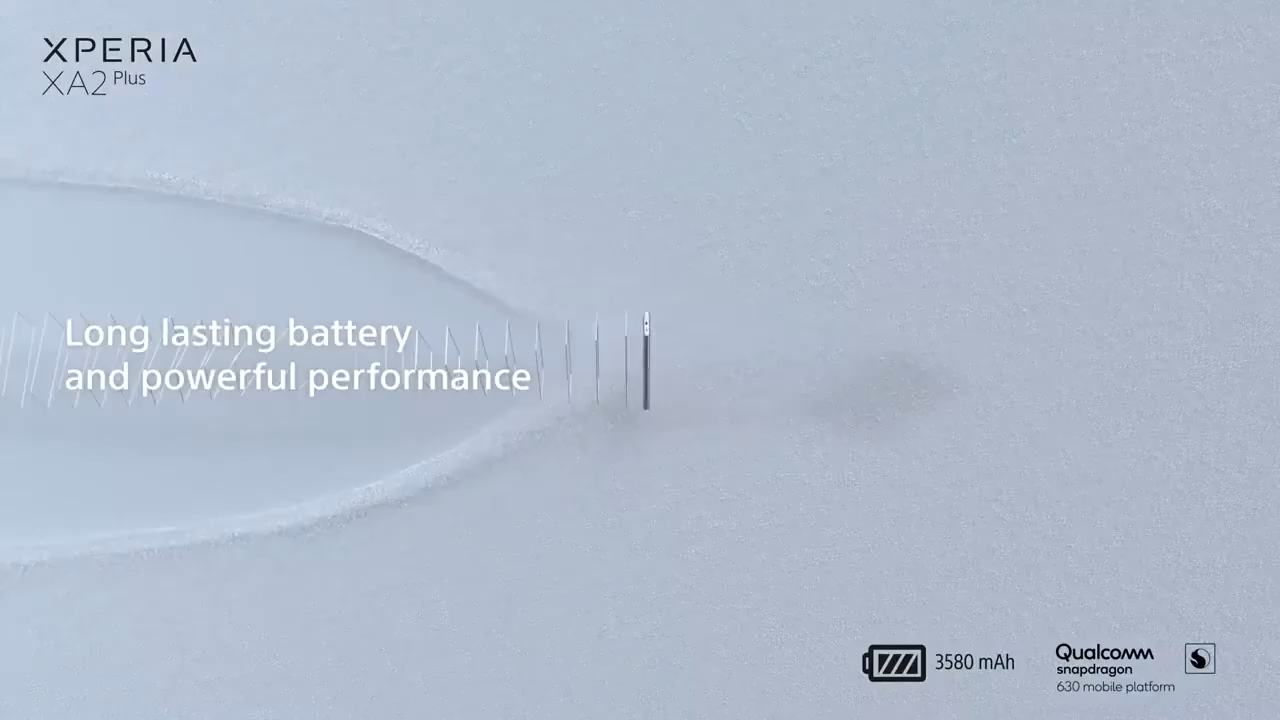 XPERIA
XA2 Plus
Long lasting battery
and powerful performance
3580 mAh
Qualcomm
snapdragon
630 mobile platform